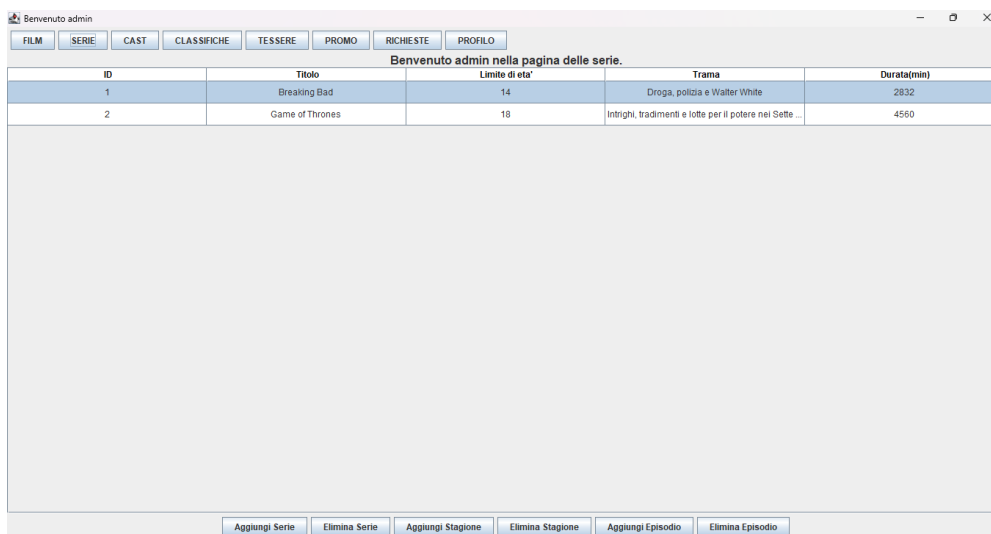 Benvenuto admin
FILM SERIE CAST CLASSIFICHE TESSERE PROMO RICHIESTE PROFILO
Benvenuto admin nella pagina delle serie.
ID Titolo Limite di eta' Trama Durata(min)
1 Breaking Bad 14 Droga, polizia e Walter White 2832
2 Game of Thrones 18 Intrighi, tradimenti e lotte per il potere nei Sette ... 4560
Aggiungi Serie Elimina Serie Aggiungi Stagione Elimina Stagione Aggiungi Episodio Elimina Episodio